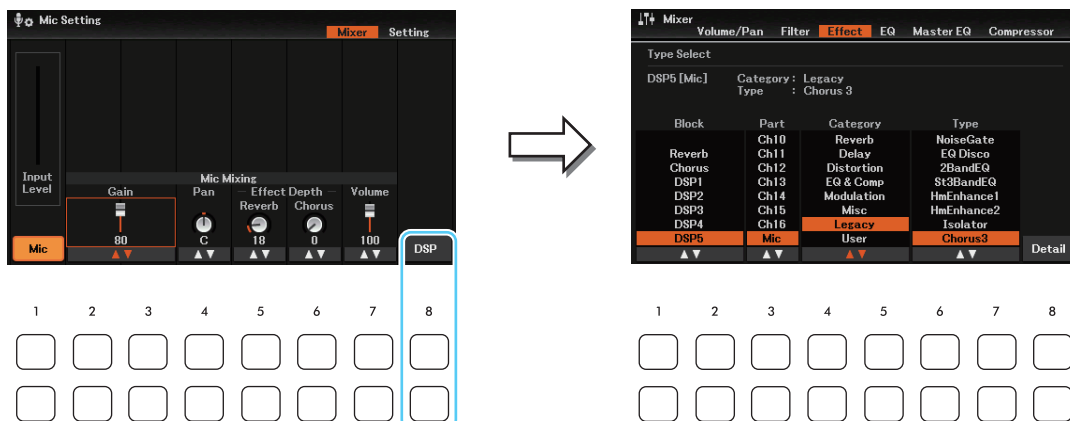 Mic Setting
Mixer Setting
Input
Level
Mic Mixing
Gain Pan Effect Depth Volume
Reverb Chorus
80 C 18 0 100
Mic DSP
1 2 3 4 5 6 7 8
Mixer
Volume/Pan Filter Effect EQ Master EQ Compressor
Type Select
DSP5 [Mic] Category : Legacy
Type : Chorus 3
Block Part Category Type
Ch10 Reverb NoiseGate
Reverb Ch11 Delay EQ Disco
Chorus Ch12 Distortion 2BandEQ
DSP1 Ch13 EQ & Comp St3BandEQ
DSP2 Ch14 Modulation HmEnhance1
DSP3 Ch15 Misc HmEnhance2
DSP4 Ch16 Legacy Isolator
DSP5 Mic User Chorus3
Detail
1 2 3 4 5 6 7 8